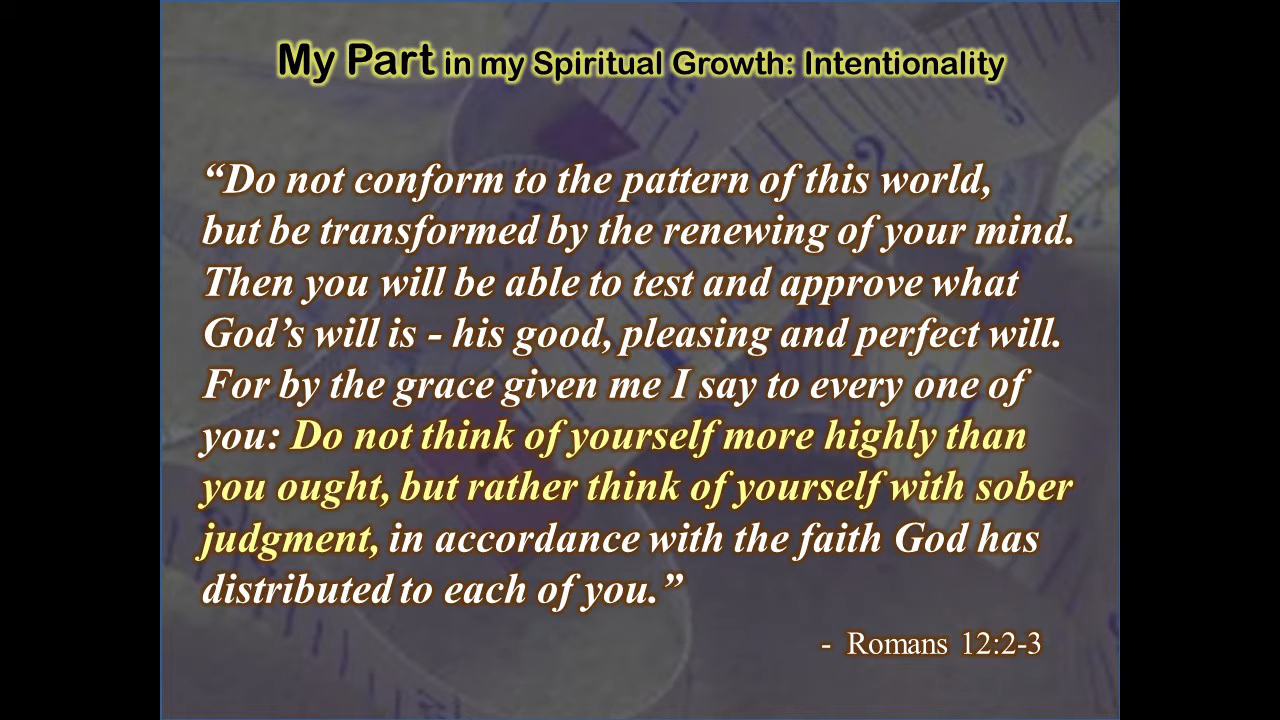 My Part in my Spiritual Growth: Intentionality
“Do not conform to the pattern of this world,
but be transformed by the renewing of your mind.
Then you will be able to test and approve what
God’s will is - his good, pleasing and perfect will.
For by the grace given me I say to every one of
you: Do not think of yourself more highly than
you ought, but rather think of yourself with sober
judgment, in accordance with the faith God has
distributed to each of you.”
- Romans 12:2-3